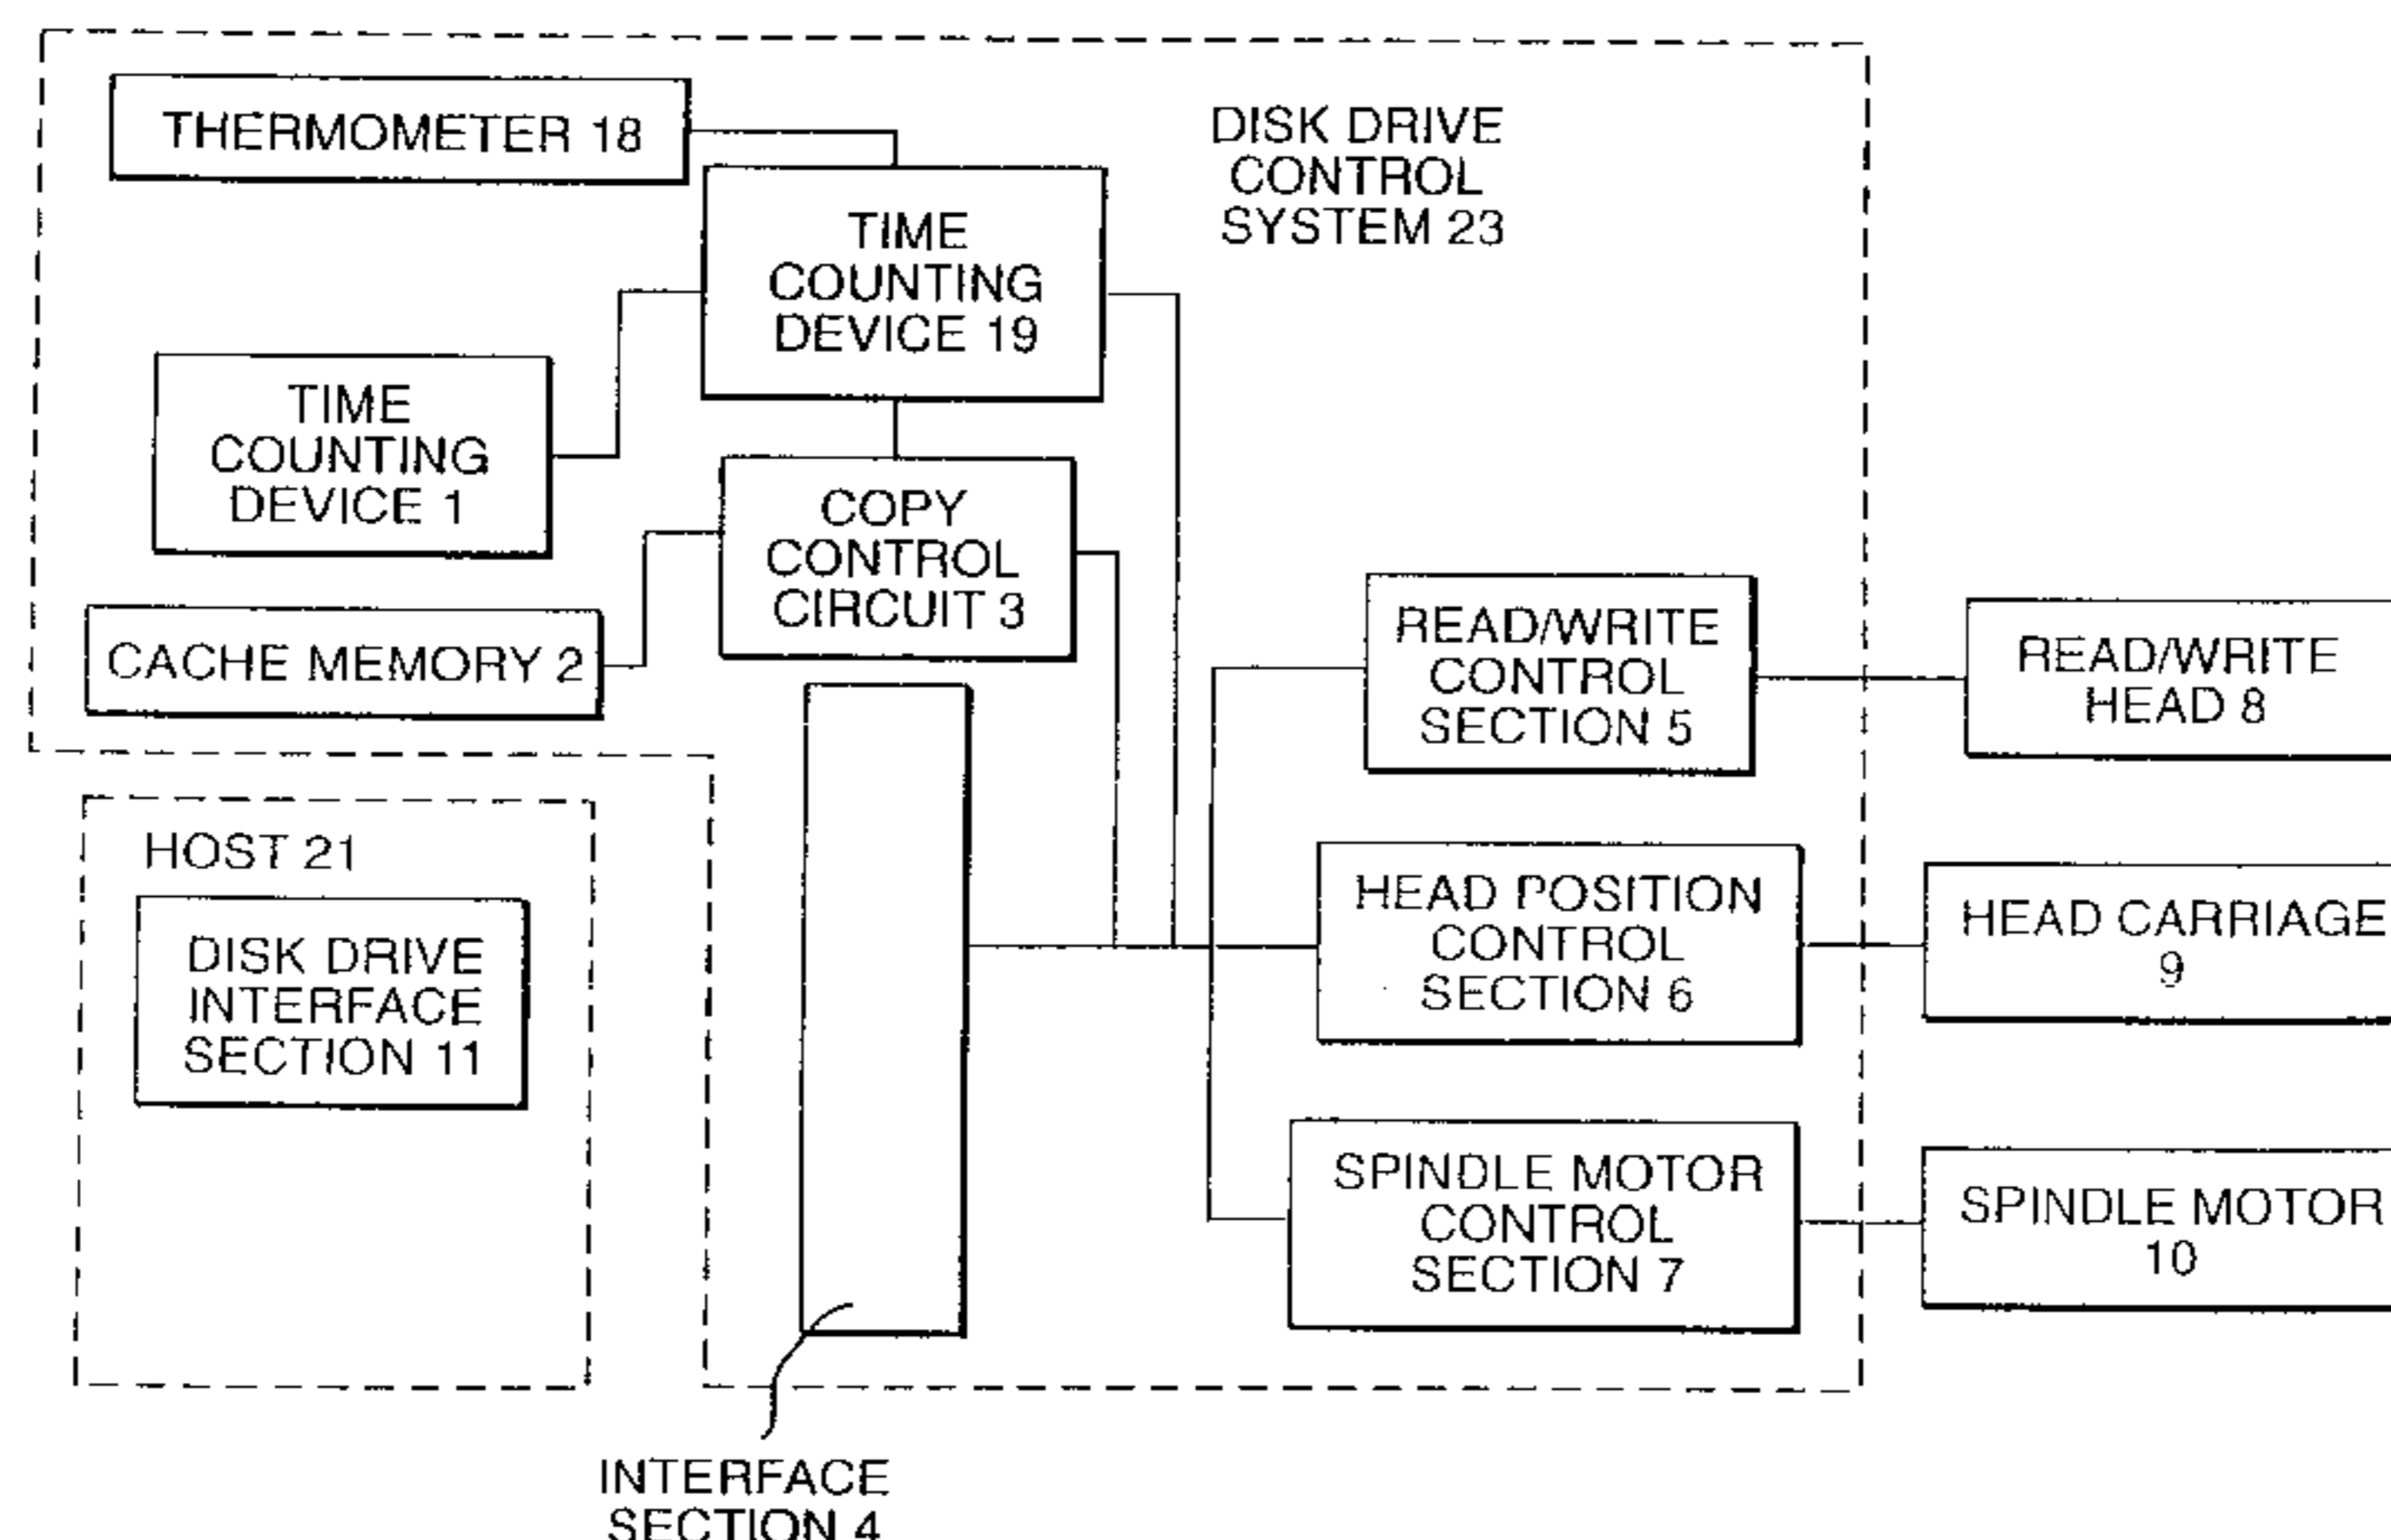 THERMOMETER 18
DISK DRIVE
CONTROL
SYSTEM 23
TIME
COUNTING
DEVICE 19
TIME
COUNTING
DEVICE 1
COPY
CONTROL
CIRCUIT 3
CACHE MEMORY 2
READ/WRITE
CONTROL
SECTION 5
READ/WRITE
HEAD 8
HOST 21
DISK DRIVE
INTERFACE
SECTION 11
HEAD POSITION
CONTROL
SECTION 6
HEAD CARRIAGE
9
SPINDLE MOTOR
CONTROL
SECTION 7
SPINDLE MOTOR
10
INTERFACE
SECTION 4